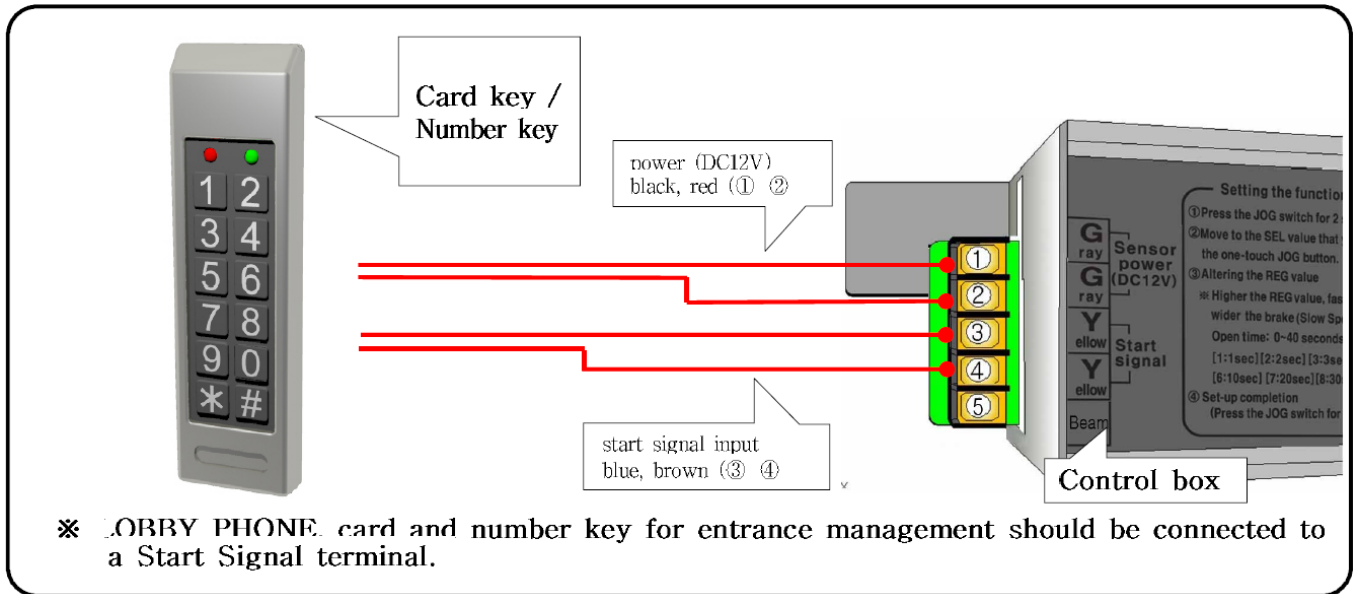 Card key /
Number key
power (DC12V)
black, red (① ②
1 2
3 4
5 6
7 8
9 0
* #
start signal input
blue, brown (③ ④
①
②
③
④
⑤
G
ray
G
ray
Sensor
power
(DC12V)
Y
ellow
Y
ellow
Start
signal
Beam
Setting the function
①Press the JOG switch for 2
②Move to the SEL value that
the one-touch JOG button.
③Altering the REG value
※ Higher the REG value, fas
wider the brake (Slow Sp
Open time: 0~40 seconds
[1:1sec] [2:2sec] [3:3se
[6:10sec] [7:20sec] [8:30
④ Set-up completion
(Press the JOG switch for
Control box
※ OBBY PHONE, card and number key for entrance management should be connected to
a Start Signal terminal.